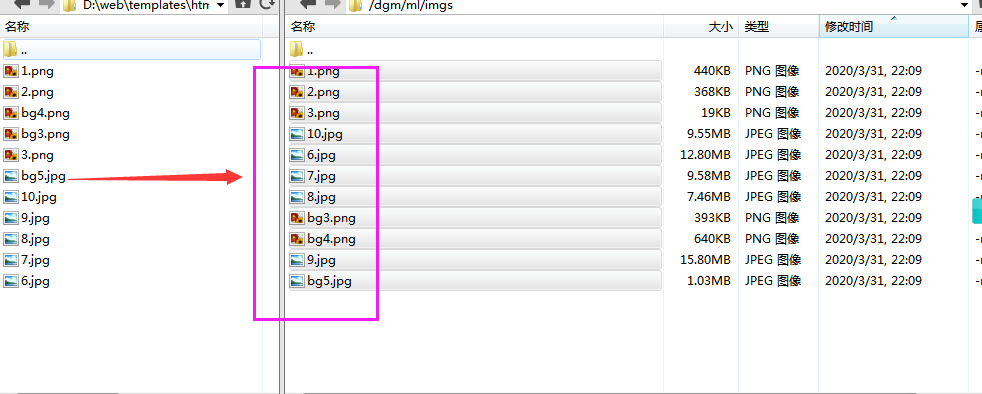 D:\web\templates\htm
/dgm/ml/imgs
名称
名称 大小 类型 修改时间
..
..
1.png
1.png 440KB PNG 图像 2020/3/31, 22:09
2.png
2.png 368KB PNG 图像 2020/3/31, 22:09
bg4.png
3.png 19KB PNG 图像 2020/3/31, 22:09
bg3.png
10.jpg 9.55MB JPEG 图像 2020/3/31, 22:09
3.png
6.jpg 12.80MB JPEG 图像 2020/3/31, 22:09
bg5.jpg
7.jpg 9.58MB JPEG 图像 2020/3/31, 22:09
10.jpg
8.jpg 7.46MB JPEG 图像 2020/3/31, 22:09
9.jpg
bg3.png 393KB PNG 图像 2020/3/31, 22:09
8.jpg
bg4.png 640KB PNG 图像 2020/3/31, 22:09
7.jpg
9.jpg 15.80MB JPEG 图像 2020/3/31, 22:09
6.jpg
bg5.jpg 1.03MB JPEG 图像 2020/3/31, 22:09